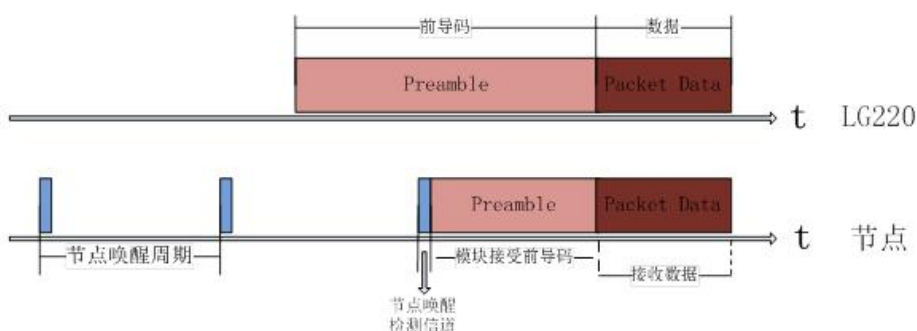 前导码
数据
Preamble
Packet Data
t
LG220
Preamble
Packet Data
t
节点
节点唤醒周期
模块接受前导码
接收数据
节点唤醒
检测信道